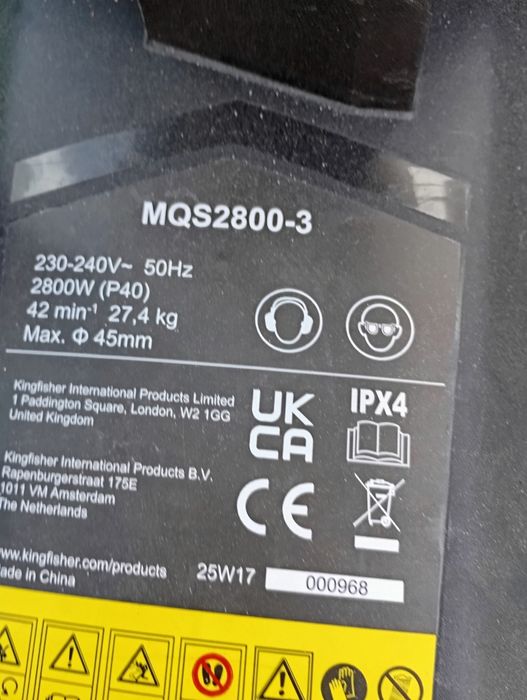 MQS2800-3
230-240V~ 50Hz
2800W (P40)
42 min⁻¹ 27,4 kg
Max. Φ 45mm
Kingfisher International Products Limited
1 Paddington Square, London, W2 1GG
United Kingdom
UK
CA
IPX4
Kingfisher International Products B.V.
Rapenburgerstraat 175E
1011 VM Amsterdam
The Netherlands
CE
www.kingfisher.com/products
Made in China
25W17
000968